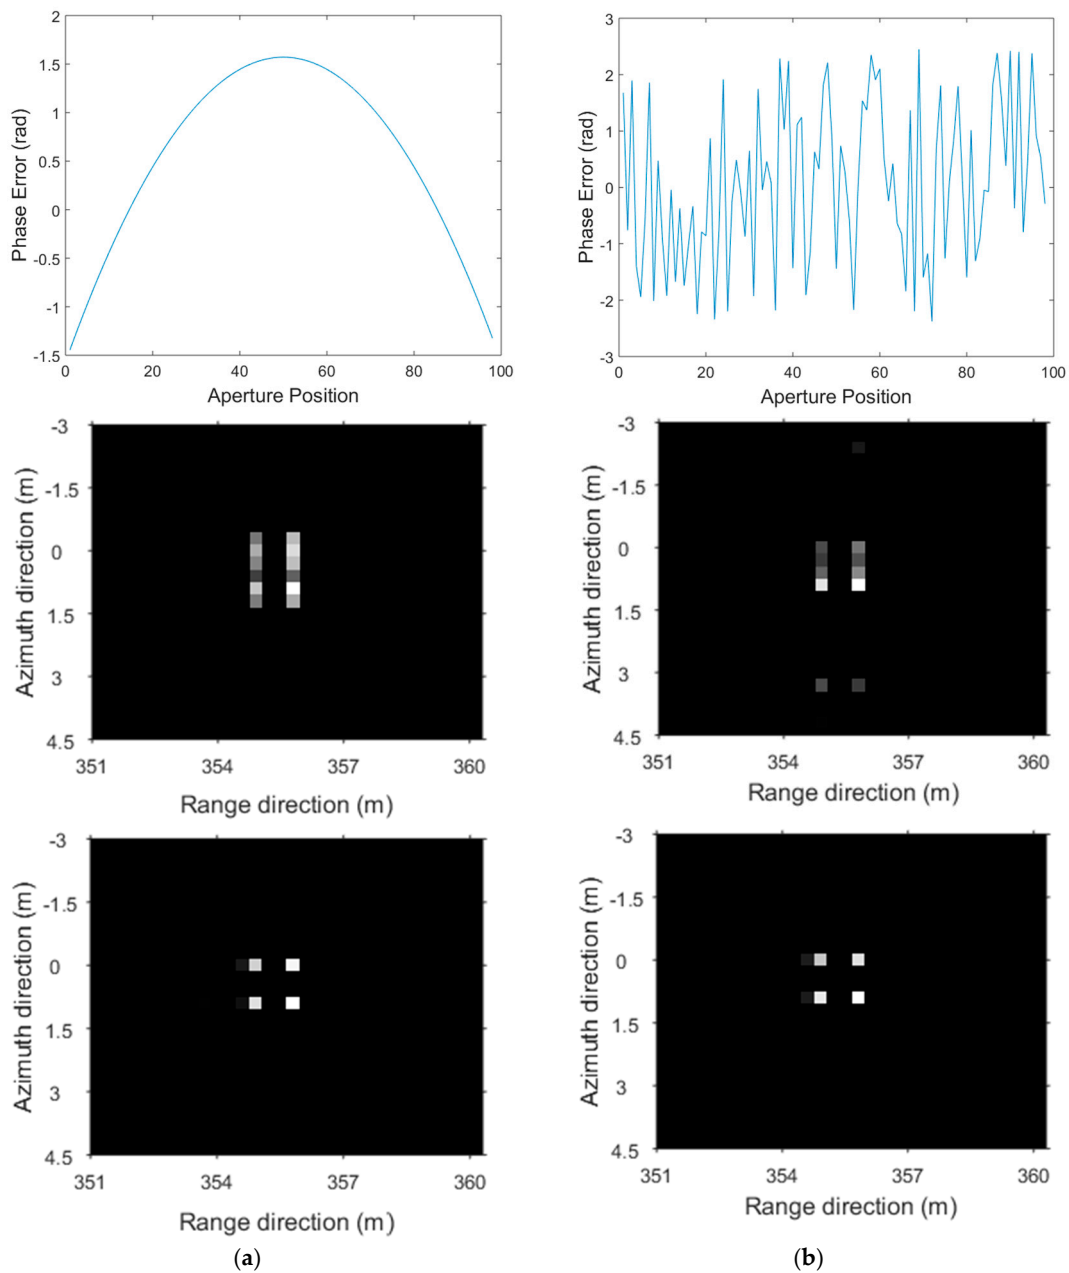 2
1.5
1
0.5
0
-0.5
-1
-1.5
0 20 40 60 80 100
Phase Error (rad)
Aperture Position
3
2
1
0
-1
-2
-3
0 20 40 60 80 100
Phase Error (rad)
Aperture Position
-3
-1.5
0
1.5
3
4.5
351 354 357 360
Azimuth direction (m)
Range direction (m)
-3
-1.5
0
1.5
3
4.5
351 354 357 360
Azimuth direction (m)
Range direction (m)
-3
-1.5
0
1.5
3
4.5
351 354 357 360
Azimuth direction (m)
Range direction (m)
-3
-1.5
0
1.5
3
4.5
351 354 357 360
Azimuth direction (m)
Range direction (m)
(a)
(b)